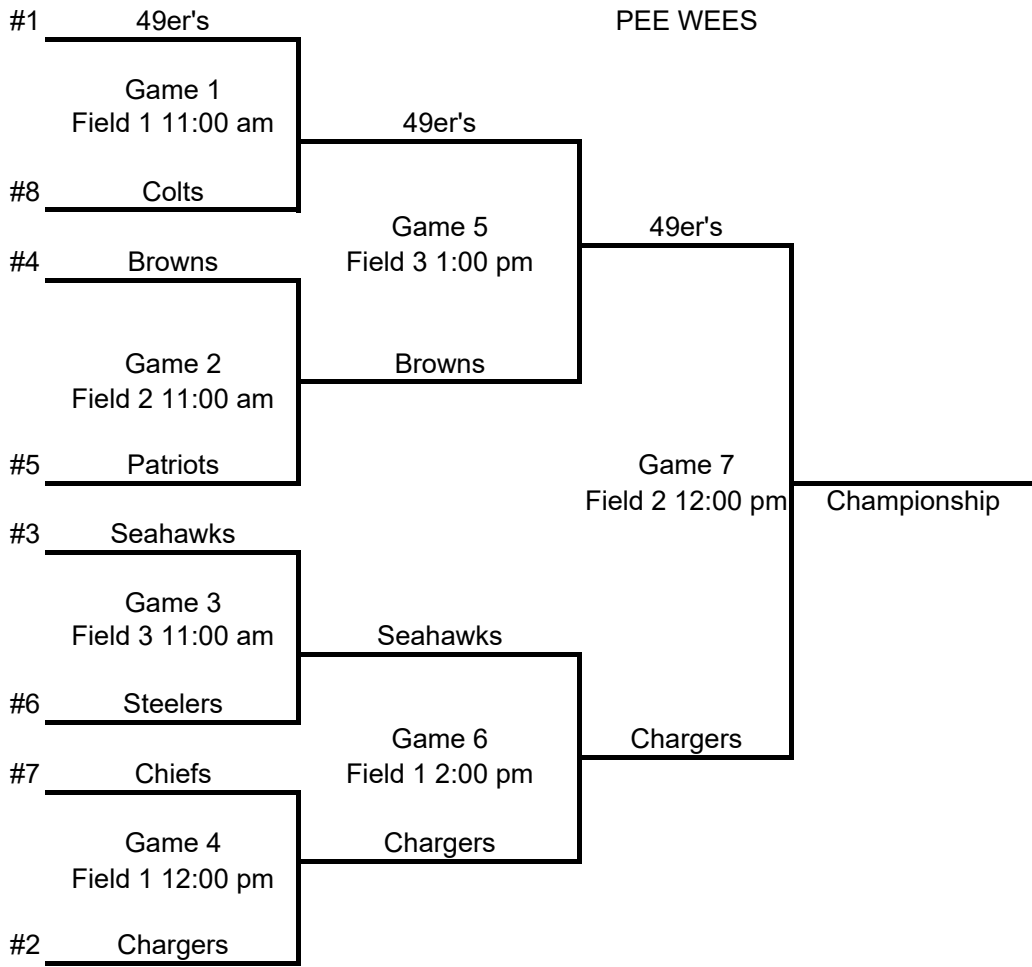 #1 49er's PEE WEES
Game 1
Field 1 11:00 am
49er's
#8 Colts
Game 5
Field 3 1:00 pm
49er's
#4 Browns
Game 2
Field 2 11:00 am
Browns
#5 Patriots
Game 7
Field 2 12:00 pm
Championship
#3 Seahawks
Game 3
Field 3 11:00 am
Seahawks
#6 Steelers
Game 6
Field 1 2:00 pm
Chargers
#7 Chiefs
Game 4
Field 1 12:00 pm
Chargers
#2 Chargers